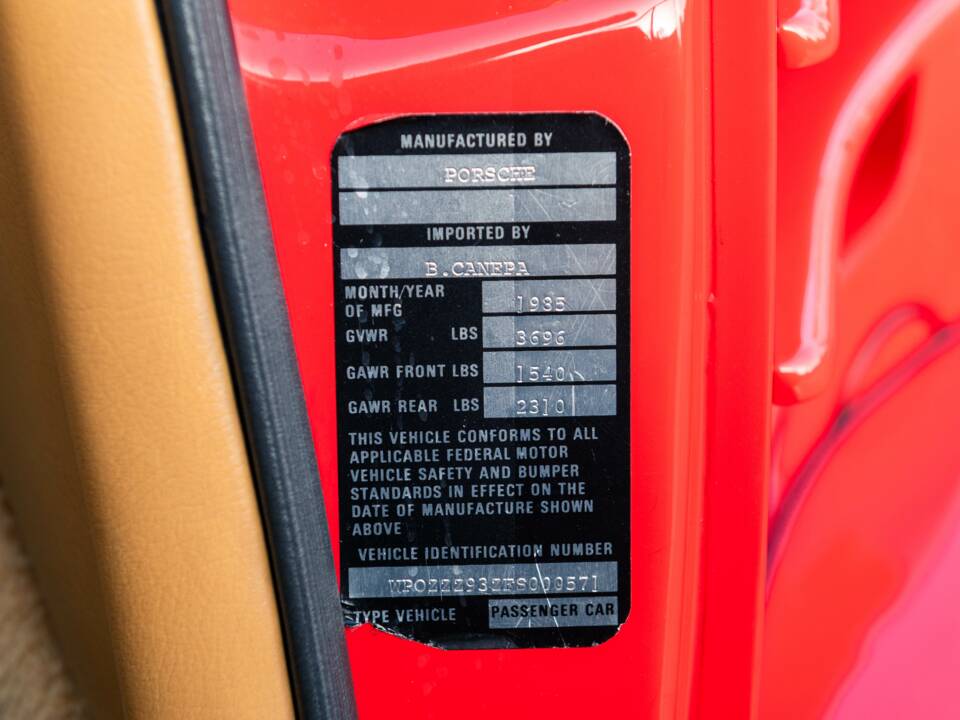 MANUFACTURED BY
PORSCHE
IMPORTED BY
B.CANEPA
MONTH/YEAR
OF MFG 1985
GVWR LBS 3696
GAWR FRONT LBS 1540
GAWR REAR LBS 2310
THIS VEHICLE CONFORMS TO ALL
APPLICABLE FEDERAL MOTOR
VEHICLE SAFETY AND BUMPER
STANDARDS IN EFFECT ON THE
DATE OF MANUFACTURE SHOWN
ABOVE
VEHICLE IDENTIFICATION NUMBER
WPOZZZ93ZFS000571
TYPE VEHICLE PASSENGER CAR